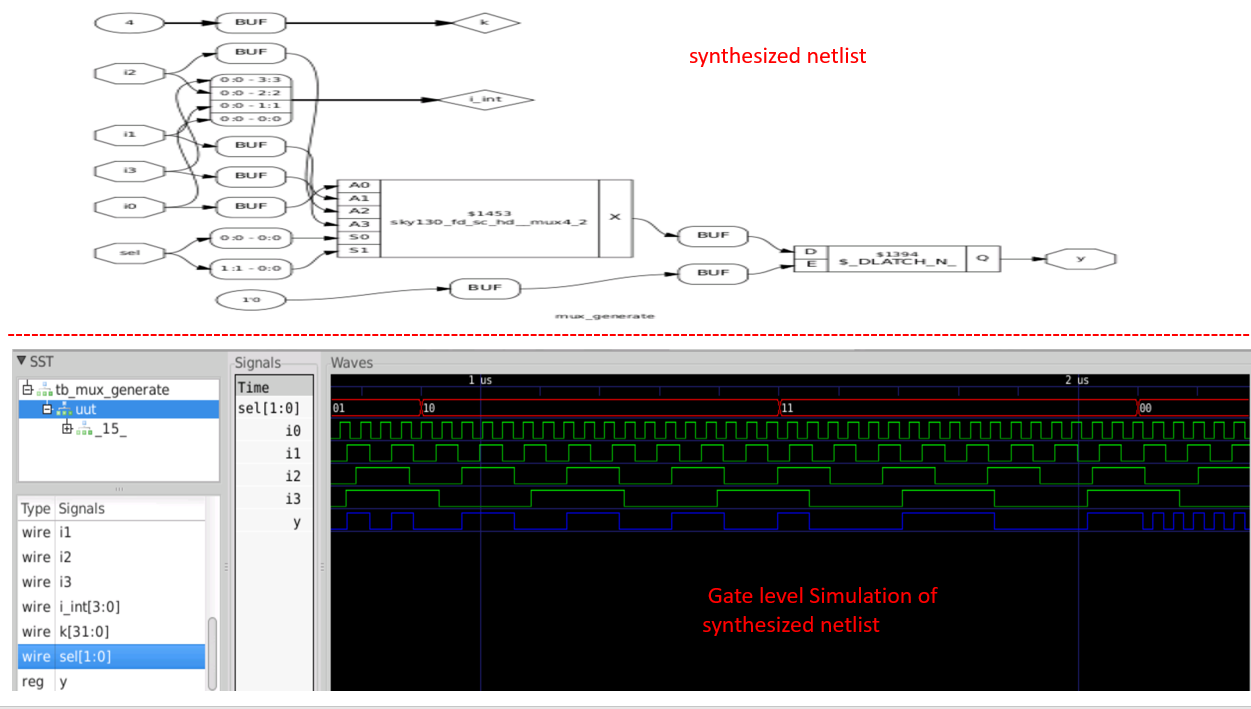 4
BUF
k
synthesized netlist
BUF
i2
0:0 - 3:3
0:0 - 2:2
0:0 - 1:1
0:0 - 0:0
i_int
i1
BUF
i3
BUF
i0
BUF
A0
A1
A2
A3
S0
S1
$1453
sky130_fd_sc_hd__mux4_2
X
sel
0:0 - 0:0
1:1 - 0:0
BUF
BUF
D
E
$1394
$_DLATCH_N_
Q
y
1'0
BUF
mux_generate
SST
tb_mux_generate
uut
_15_
Type Signals
wire i1
wire i2
wire i3
wire i_int[3:0]
wire k[31:0]
wire sel[1:0]
reg y
Signals
Time
sel[1:0]
i0
i1
i2
i3
y
Waves
1 us
2 us
01
10
11
00
Gate level Simulation of
synthesized netlist